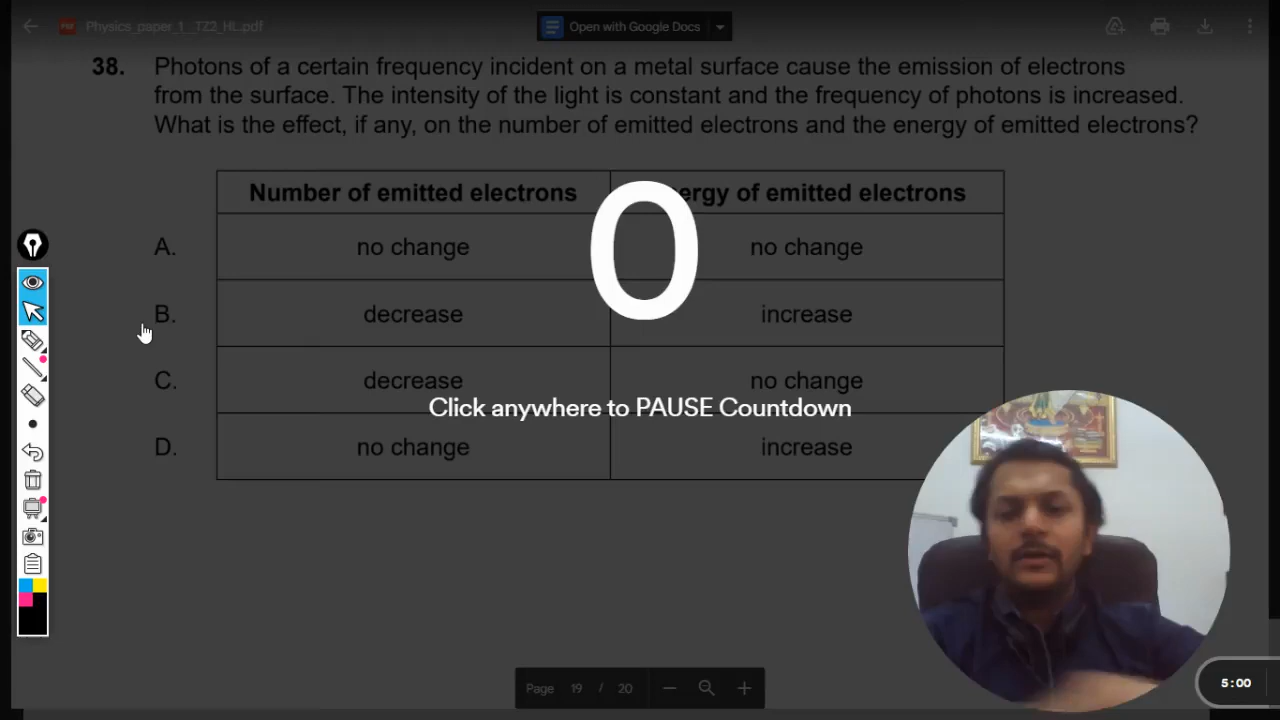 Physics_paper_1__TZ2_HL.pdf
Open with Google Docs
38. Photons of a certain frequency incident on a metal surface cause the emission of electrons
from the surface. The intensity of the light is constant and the frequency of photons is increased.
What is the effect, if any, on the number of emitted electrons and the energy of emitted electrons?
Number of emitted electrons
ergy of emitted electrons
0
A. no change no change
B. decrease increase
C. decrease no change
Click anywhere to PAUSE Countdown
D. no change increase
Page 19 / 20
5:00